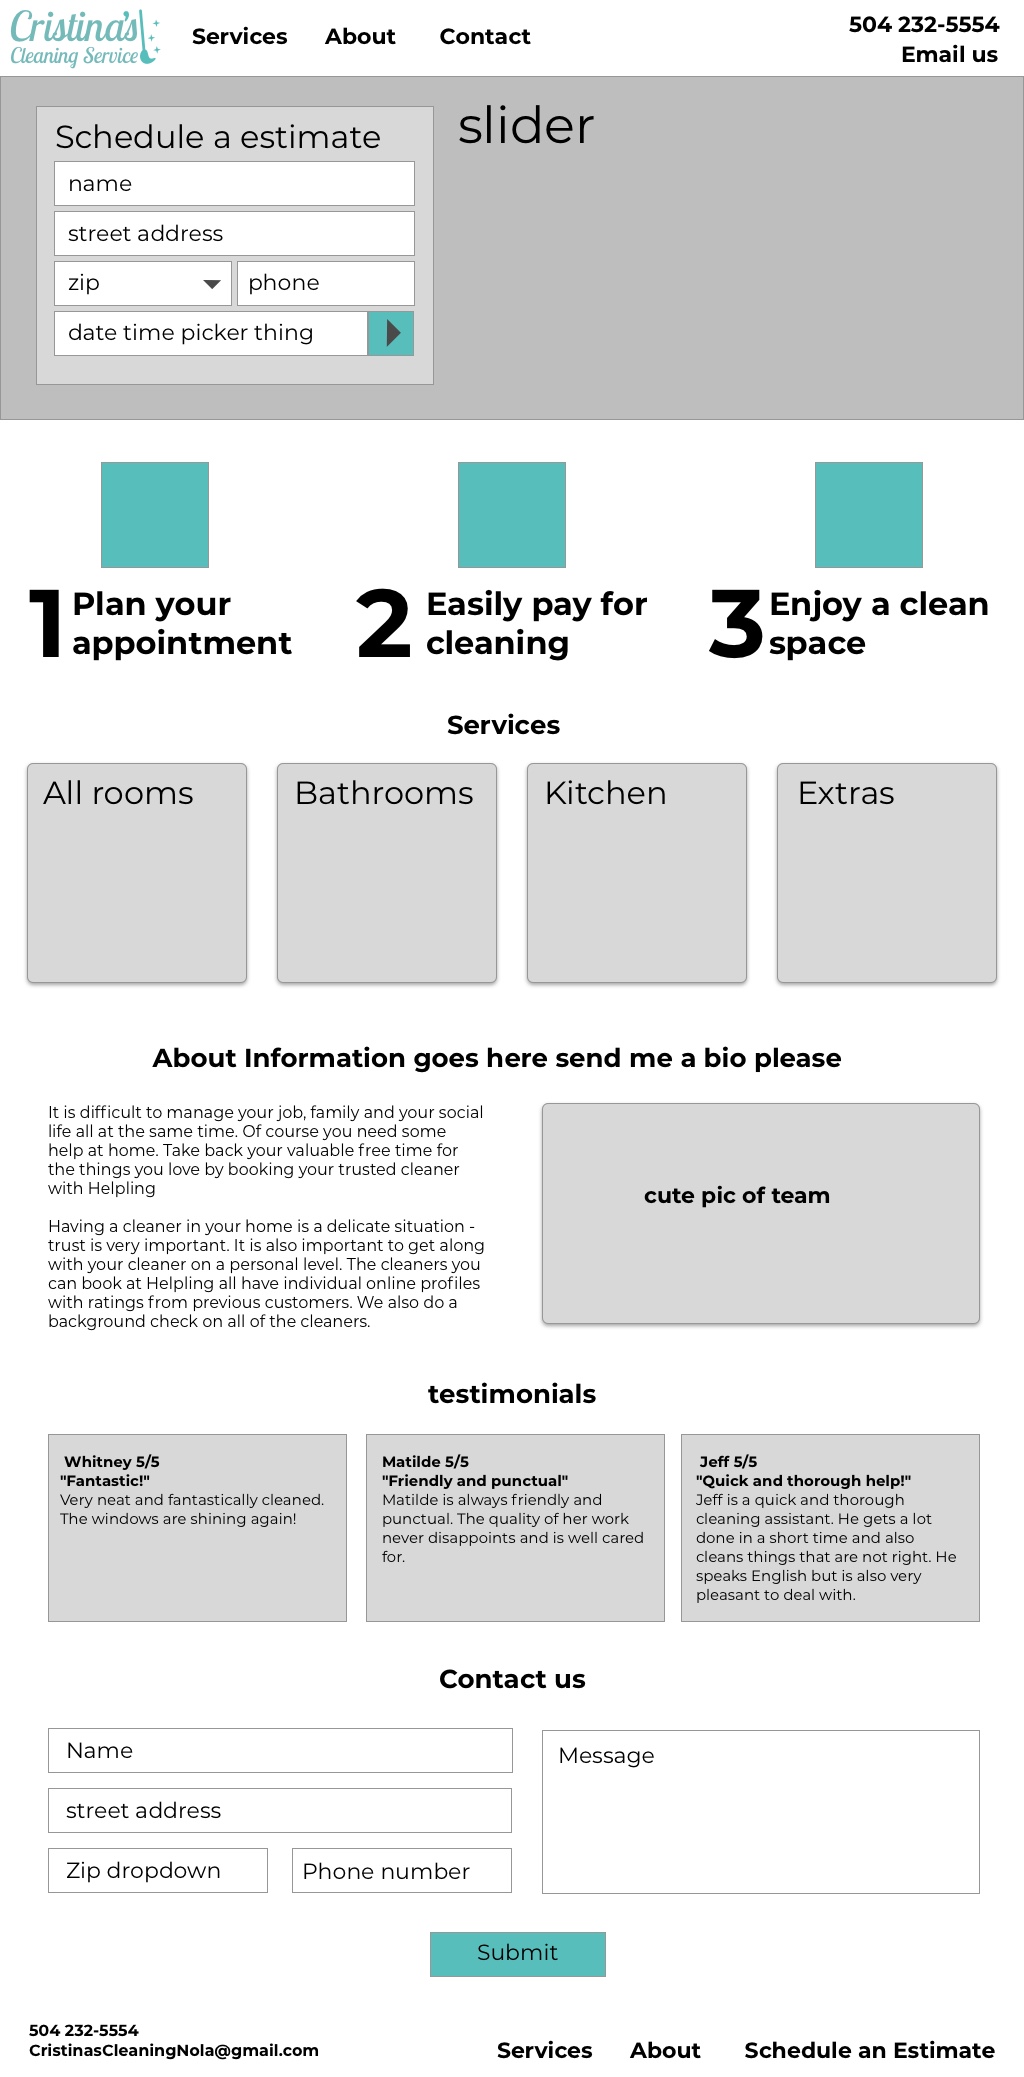 Cristina's
Cleaning Service
Services About Contact
504 232-5554
Email us
Schedule a estimate
name
street address
zip phone
date time picker thing
slider
1 Plan your
appointment
2 Easily pay for
cleaning
3 Enjoy a clean
space
Services
All rooms Bathrooms Kitchen Extras
About Information goes here send me a bio please
It is difficult to manage your job, family and your social
life all at the same time. Of course you need some
help at home. Take back your valuable free time for
the things you love by booking your trusted cleaner
with Helpling
Having a cleaner in your home is a delicate situation -
trust is very important. It is also important to get along
with your cleaner on a personal level. The cleaners you
can book at Helpling all have individual online profiles
with ratings from previous customers. We also do a
background check on all of the cleaners.
cute pic of team
testimonials
Whitney 5/5
"Fantastic!"
Very neat and fantastically cleaned.
The windows are shining again!
Matilde 5/5
"Friendly and punctual"
Matilde is always friendly and
punctual. The quality of her work
never disappoints and is well cared
for.
Jeff 5/5
"Quick and thorough help!"
Jeff is a quick and thorough
cleaning assistant. He gets a lot
done in a short time and also
cleans things that are not right. He
speaks English but is also very
pleasant to deal with.
Contact us
Name
street address
Zip dropdown Phone number
Message
Submit
504 232-5554
CristinasCleaningNola@gmail.com
Services About Schedule an Estimate